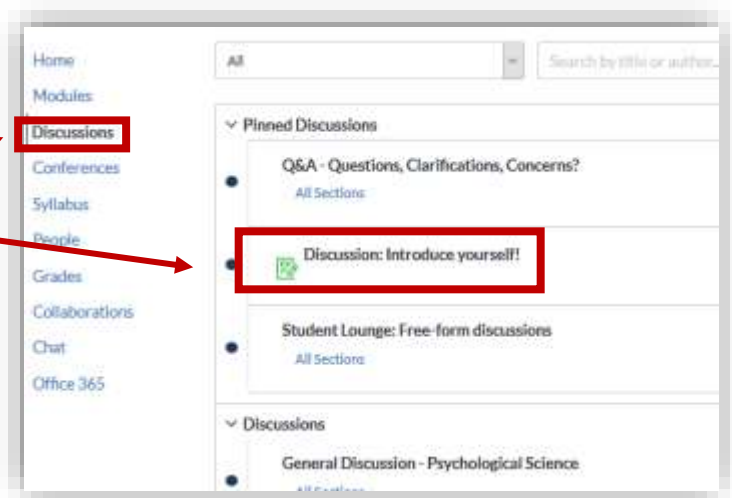 Home
Modules
Discussions
Conferences
Syllabus
People
Grades
Collaborations
Chat
Office 365
All
Search by title or author...
Pinned Discussions
Q&A - Questions, Clarifications, Concerns?
All Sections
Discussion: Introduce yourself!
Student Lounge: Free-form discussions
All Sections
Discussions
General Discussion - Psychological Science
All Sections